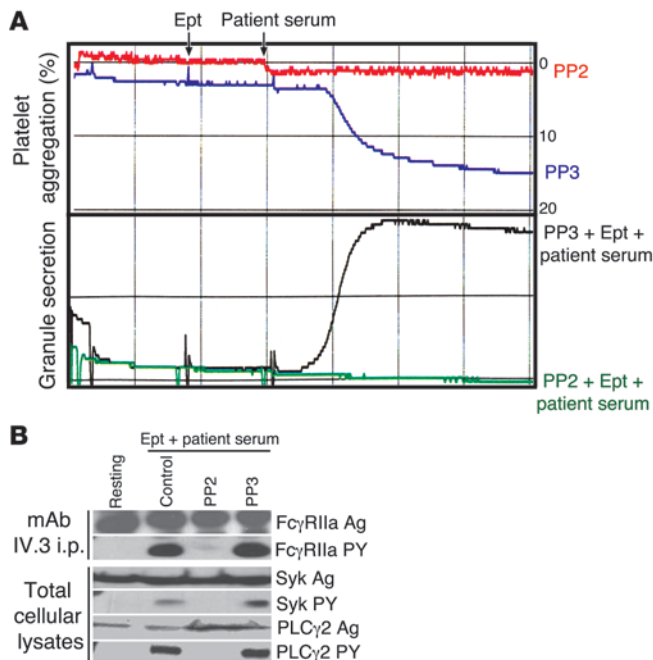 A
Ept
Patient serum
Platelet
aggregation (%)
0
10
20
PP2
PP3
Granule secretion
PP3 + Ept +
patient serum
PP2 + Ept +
patient serum
B
Ept + patient serum
Resting
Control
PP2
PP3
mAb
IV.3 i.p.
FcγRIIa Ag
FcγRIIa PY
Total
cellular
lysates
Syk Ag
Syk PY
PLCγ2 Ag
PLCγ2 PY